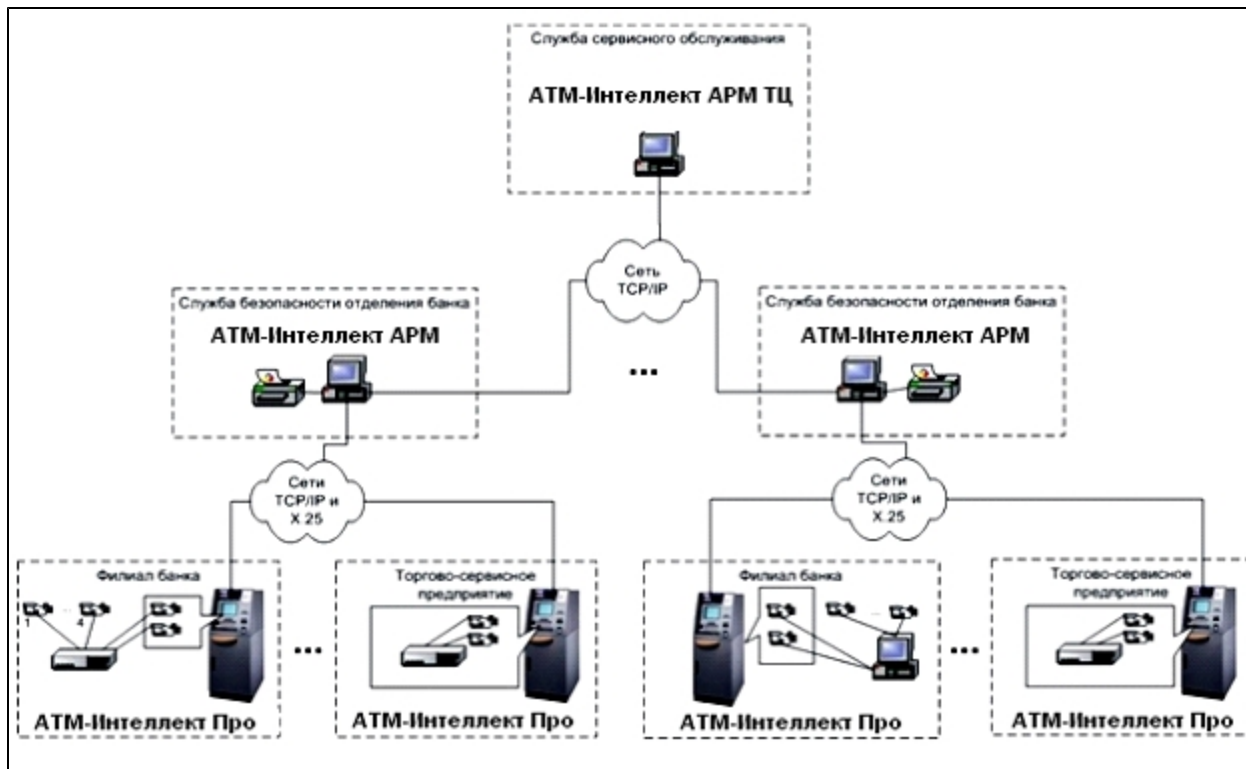 Служба сервисного обслуживания
АТМ-Интеллект АРМ ТЦ
Сеть
TCP/IP
Служба безопасности отделения банка
АТМ-Интеллект АРМ
...
Служба безопасности отделения банка
АТМ-Интеллект АРМ
Сети
TCP/IP и
X.25
Сети
TCP/IP и
X.25
Филиал банка
1
...
4
АТМ-Интеллект Про
...
Торгово-сервисное
предприятие
АТМ-Интеллект Про
Филиал банка
...
АТМ-Интеллект Про
...
Торгово-сервисное
предприятие
АТМ-Интеллект Про